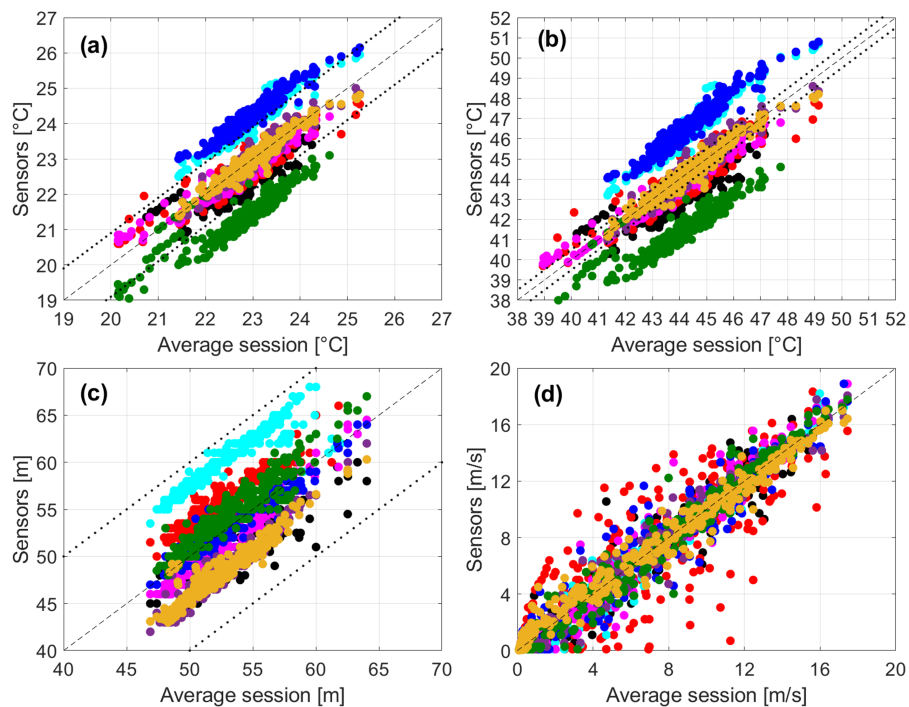 (a)
Sensors [°C]
27
26
25
24
23
22
21
20
19
19 20 21 22 23 24 25 26 27
Average session [°C]
(b)
Sensors [°C]
52
51
50
49
48
47
46
45
44
43
42
41
40
39
38
38 39 40 41 42 43 44 45 46 47 48 49 50 51 52
Average session [°C]
(c)
Sensors [m]
70
65
60
55
50
45
40
40 45 50 55 60 65 70
Average session [m]
(d)
Sensors [m/s]
20
16
12
8
4
0
0 4 8 12 16 20
Average session [m/s]